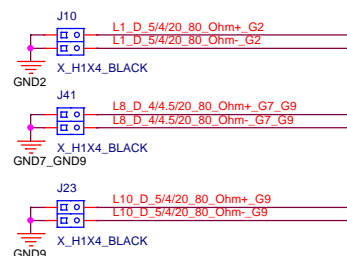 J10
L1_D_5/4/20_80_Ohm+_G2
L1_D_5/4/20_80_Ohm-_G2
GND2
X_H1X4_BLACK
J41
L8_D_4/4.5/20_80_Ohm+_G7_G9
L8_D_4/4.5/20_80_Ohm-_G7_G9
GND7_GND9
X_H1X4_BLACK
J23
L10_D_5/4/20_80_Ohm+_G9
L10_D_5/4/20_80_Ohm-_G9
X_H1X4_BLACK
GND9